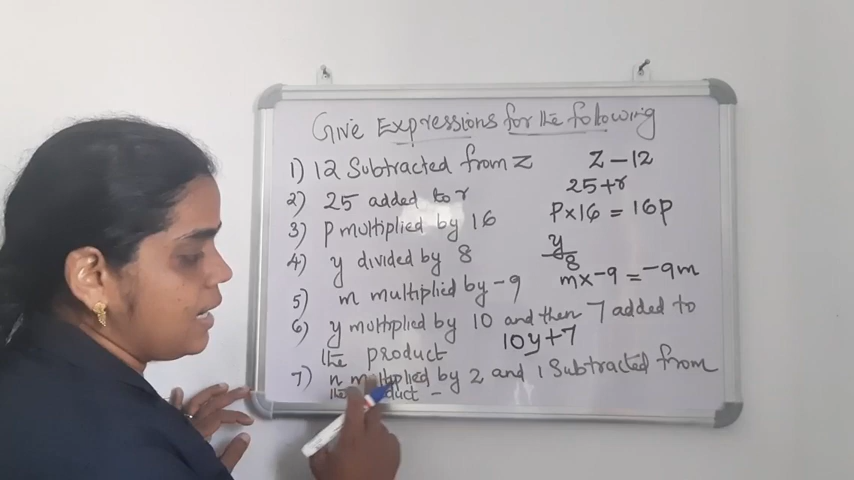 Give Expressions for the following
1) 12 Subtracted from z z - 12
2) 25 added to r 25+r
3) p multiplied by 16 p×16 = 16p
4) y divided by 8 y/8
5) m multiplied by -9 m×-9 = -9m
6) y multiplied by 10 and then 7 added to
the product 10y+7
7) n multiplied by 2 and 1 Subtracted from